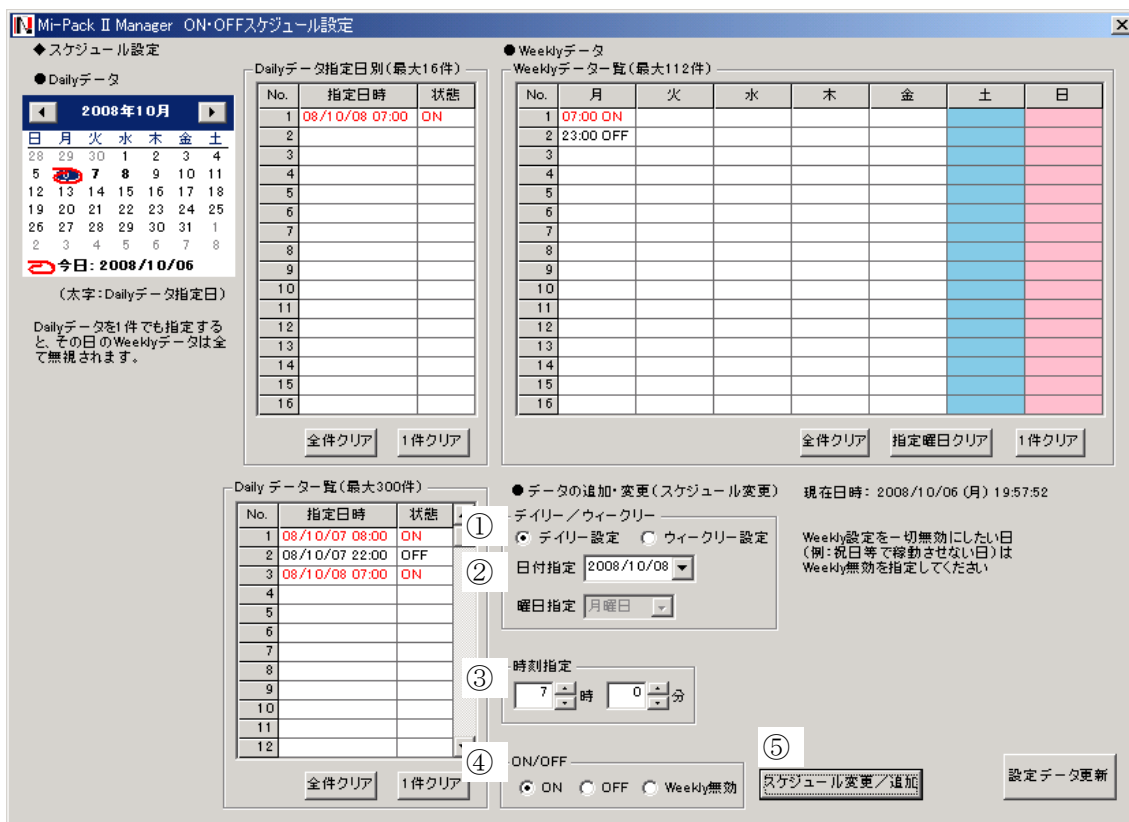 Mi-Pack II Manager ON・OFFスケジュール設定
◆スケジュール設定
●Dailyデータ
2008年10月
日 月 火 水 木 金 土
28 29 30 1 2 3 4
5 6 7 8 9 10 11
12 13 14 15 16 17 18
19 20 21 22 23 24 25
26 27 28 29 30 31 1
2 3 4 5 6 7 8
今日: 2008/10/06
(太字:Dailyデータ指定日)
Dailyデータを1件でも指定する
と、その日のWeeklyデータは全
て無視されます。
Dailyデータ指定日別(最大16件)
No. 指定日時 状態
1 08/10/08 07:00 ON
2
3
4
5
6
7
8
9
10
11
12
13
14
15
16
全件クリア 1件クリア
●Weeklyデータ
Weeklyデーター覧(最大112件)
No. 月 火 水 木 金 土 日
1 07:00 ON
2 23:00 OFF
3
4
5
6
7
8
9
10
11
12
13
14
15
16
全件クリア 指定曜日クリア 1件クリア
Daily データ一覧(最大300件)
No. 指定日時 状態
1 08/10/07 08:00 ON
2 08/10/07 22:00 OFF
3 08/10/08 07:00 ON
4
5
6
7
8
9
10
11
12
全件クリア 1件クリア
●データの追加・変更(スケジュール変更)
現在日時: 2008/10/06 (月) 19:57:52
デイリー/ウィークリー
① デイリー設定 ウィークリー設定
② 日付指定 2008/10/08
曜日指定 月曜日
Weekly設定を一切無効にしたい日
(例:祝日等で稼動させない日)は
Weekly無効を指定してください
時刻指定
③ 7 時 0 分
④ ON/OFF
ON OFF Weekly無効
⑤
スケジュール変更/追加
設定データ更新